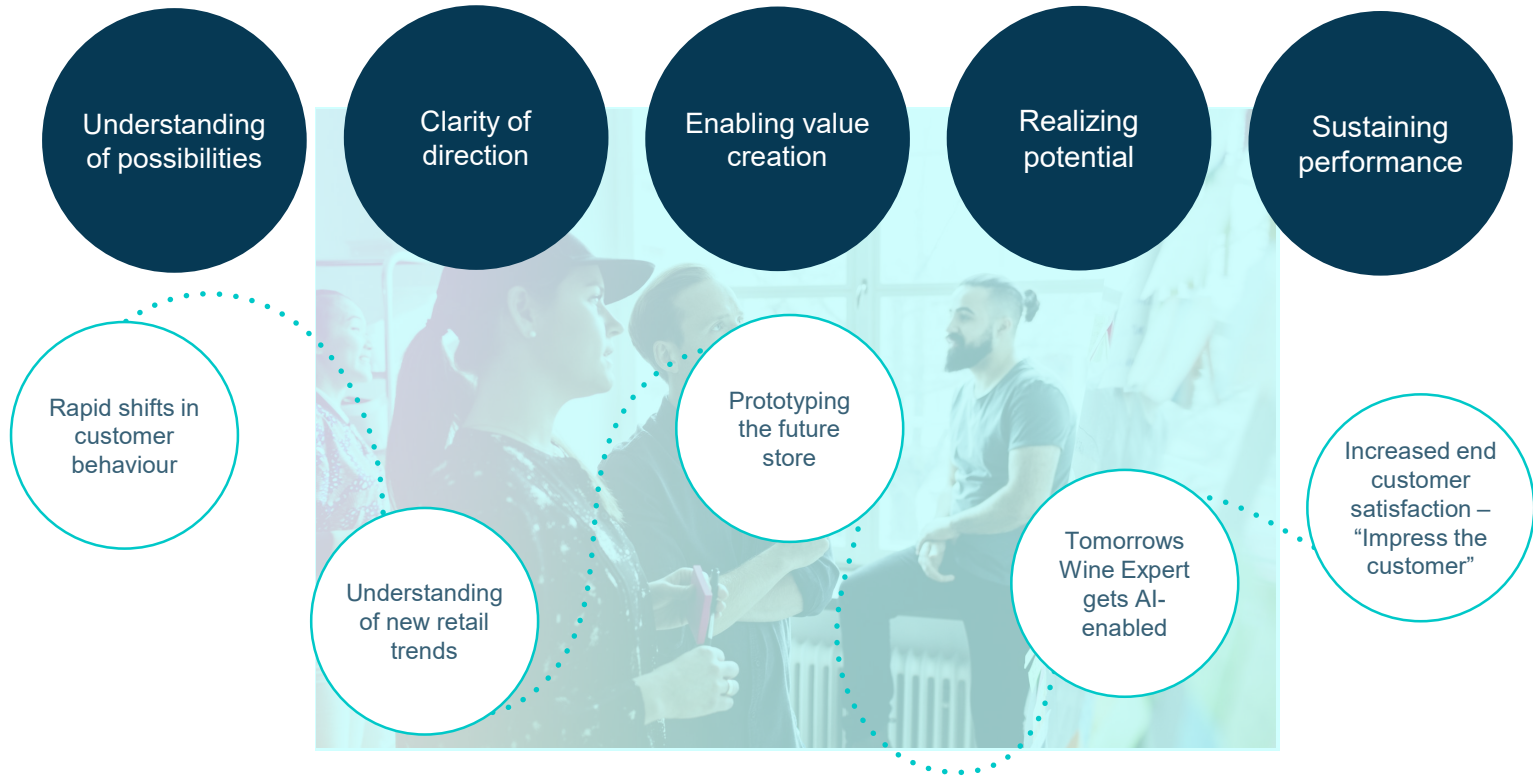 Understanding
of possibilities
Clarity of
direction
Enabling value
creation
Realizing
potential
Sustaining
performance
Rapid shifts in
customer
behaviour
Understanding
of new retail
trends
Prototyping
the future
store
Tomorrows
Wine Expert
gets AI-
enabled
Increased end
customer
satisfaction –
“Impress the
customer”